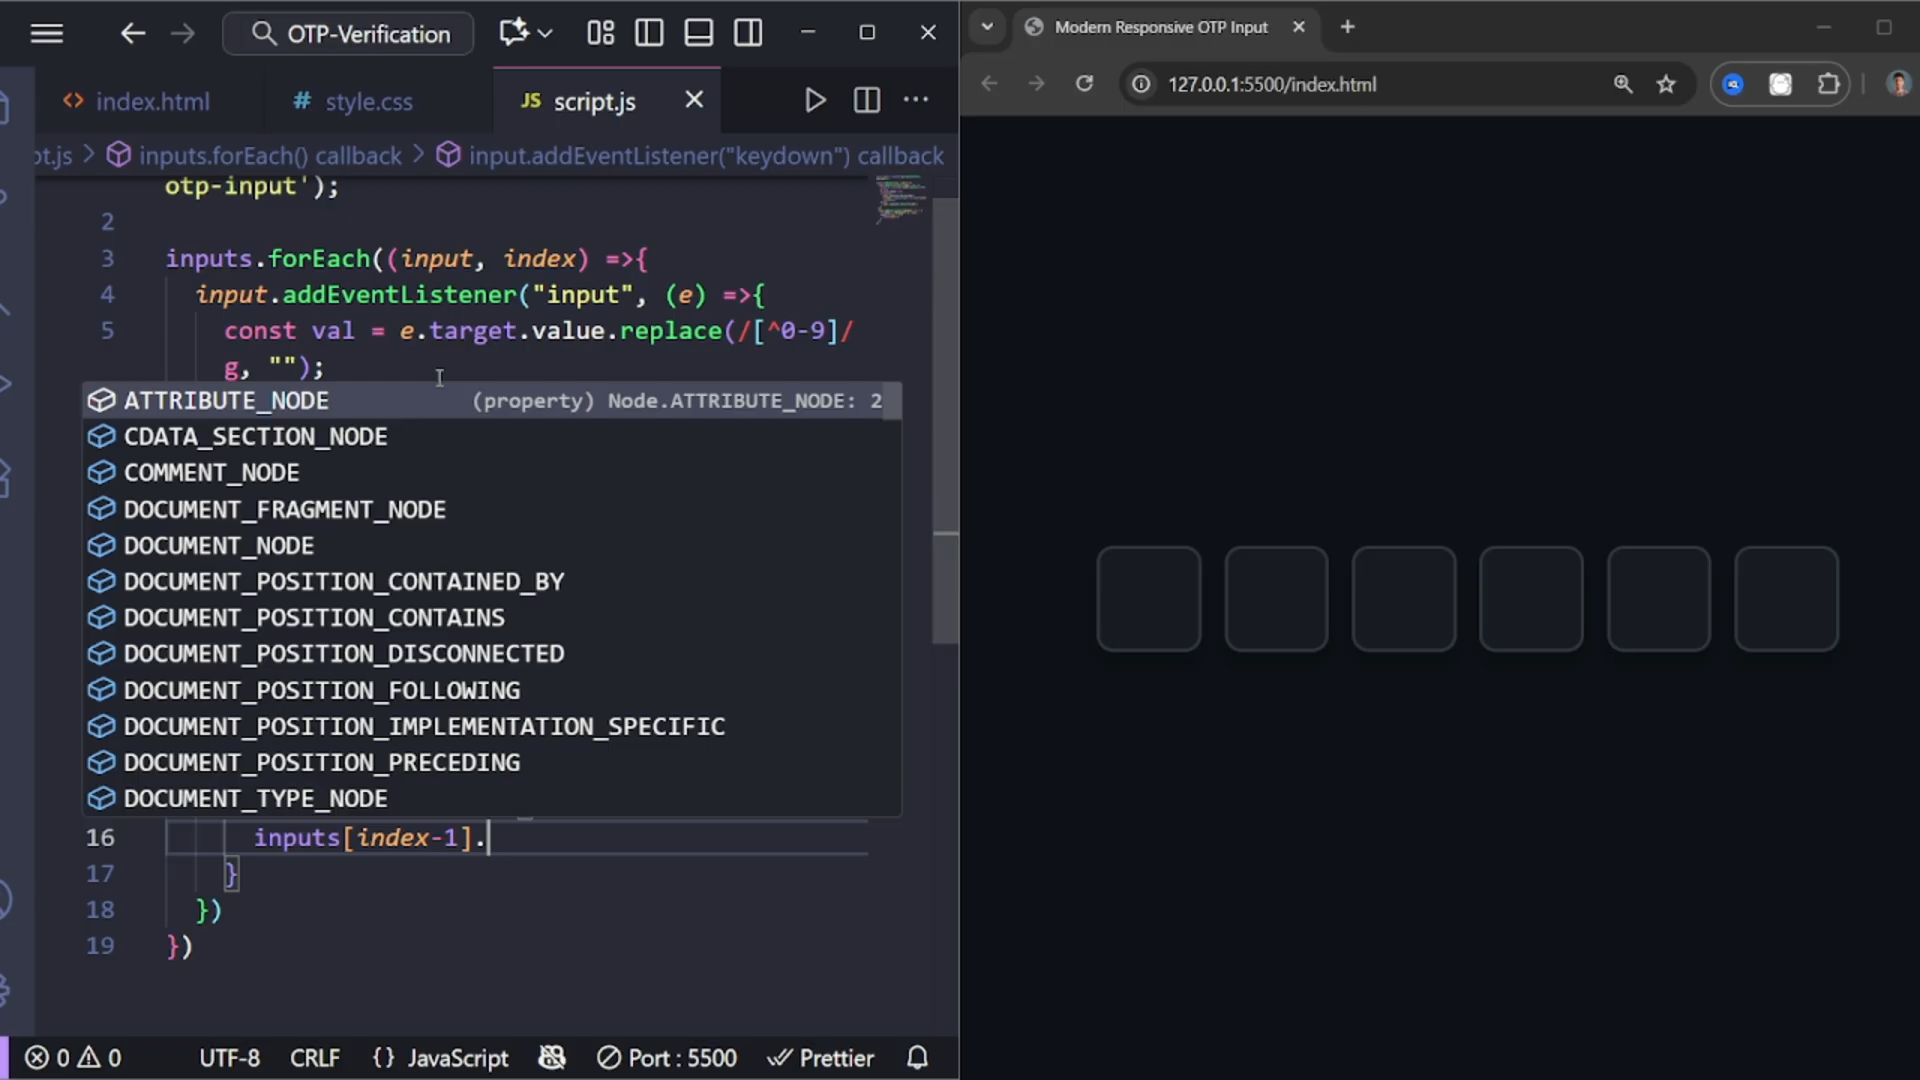 OTP-Verification
index.html
# style.css
JS script.js
pt.js > inputs.forEach() callback > input.addEventListener("keydown") callback
otp-input');
2
3 inputs.forEach((input, index) =>{
4 input.addEventListener("input", (e) =>{
5 const val = e.target.value.replace(/[^0-9]/
g, "");
ATTRIBUTE_NODE (property) Node.ATTRIBUTE_NODE: 2
CDATA_SECTION_NODE
COMMENT_NODE
DOCUMENT_FRAGMENT_NODE
DOCUMENT_NODE
DOCUMENT_POSITION_CONTAINED_BY
DOCUMENT_POSITION_CONTAINS
DOCUMENT_POSITION_DISCONNECTED
DOCUMENT_POSITION_FOLLOWING
DOCUMENT_POSITION_IMPLEMENTATION_SPECIFIC
DOCUMENT_POSITION_PRECEDING
DOCUMENT_TYPE_NODE
16 inputs[index-1].
17 }
18 })
19 })
0 0 UTF-8 CRLF {} JavaScript Port : 5500 Prettier
Modern Responsive OTP Input
127.0.0.1:5500/index.html